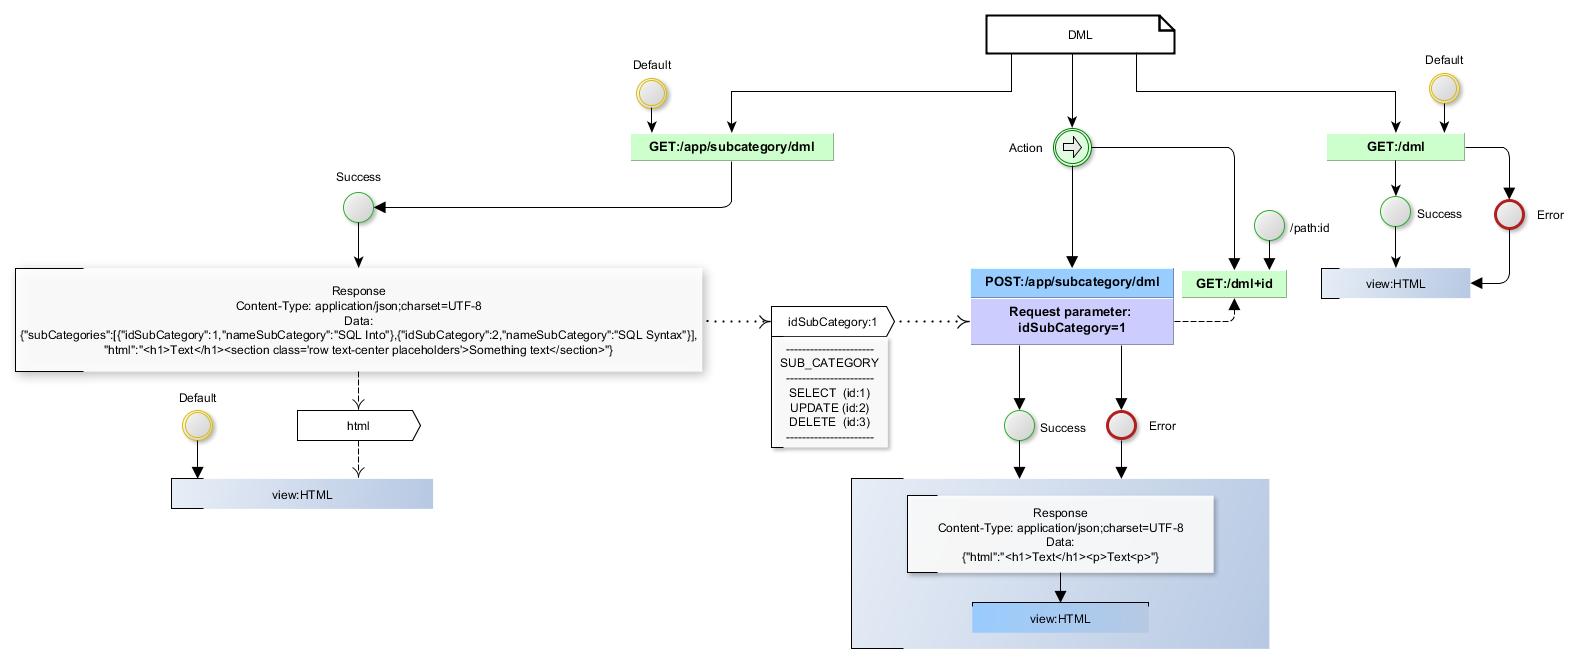 DML
Default
Default
GET:/app/subcategory/dml
Action
GET:/dml
Success
Success
Error
/path:id
POST:/app/subcategory/dml
GET:/dml+id
view:HTML
Request parameter:
idSubCategory=1
Response
Content-Type: application/json;charset=UTF-8
Data:
{"subCategories":[{"idSubCategory":1,"nameSubCategory":"SQL Into"},{"idSubCategory":2,"nameSubCategory":"SQL Syntax"}],
"html":"<h1>Text</h1><section class='row text-center placeholders'>Something text</section>"}
idSubCategory:1
----------------------
SUB_CATEGORY
----------------------
SELECT (id:1)
UPDATE (id:2)
DELETE (id:3)
----------------------
Default
html
view:HTML
Success
Error
Response
Content-Type: application/json;charset=UTF-8
Data:
{"html":"<h1>Text</h1><p>Text<p>"}
view:HTML